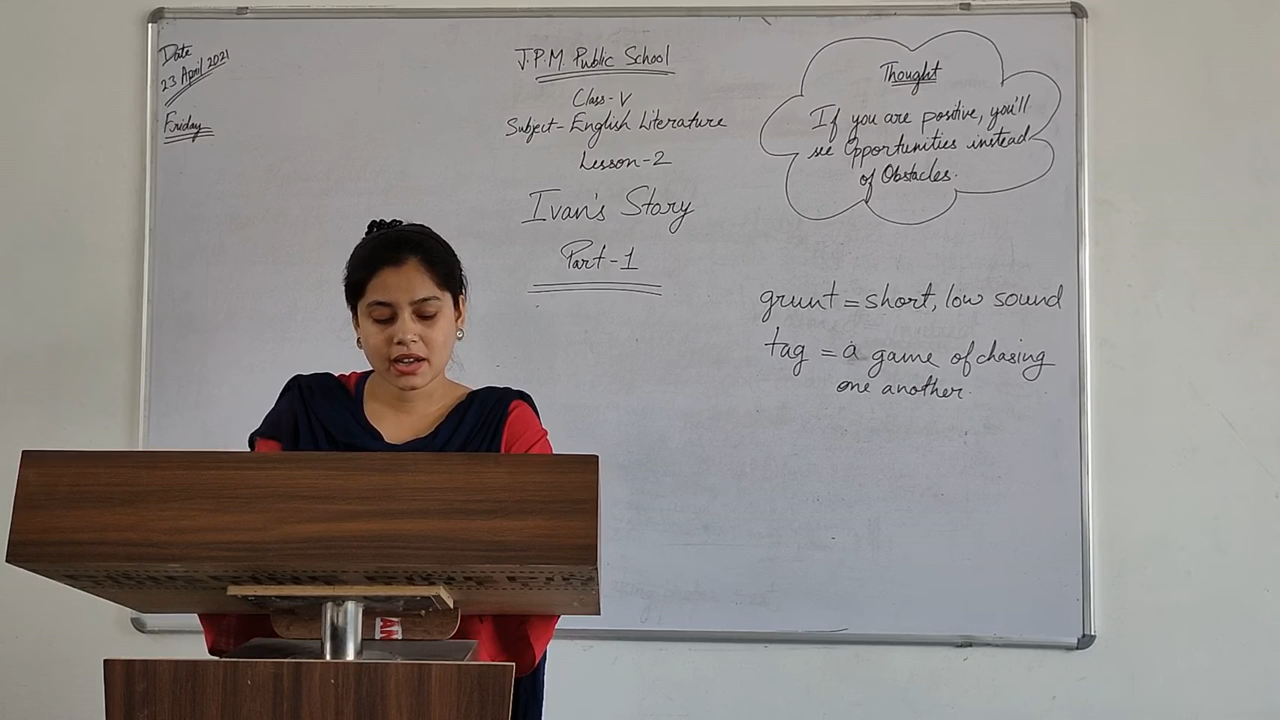 Date
23 April 2021
Friday
J.P.M. Public School
Class-V
Subject-English Literature
Lesson-2
Ivan's Story
Part-1
Thought
If you are positive, you'll
see Opportunities instead
of Obstacles.
grunt = short, low sound
tag = a game of chasing
one another.